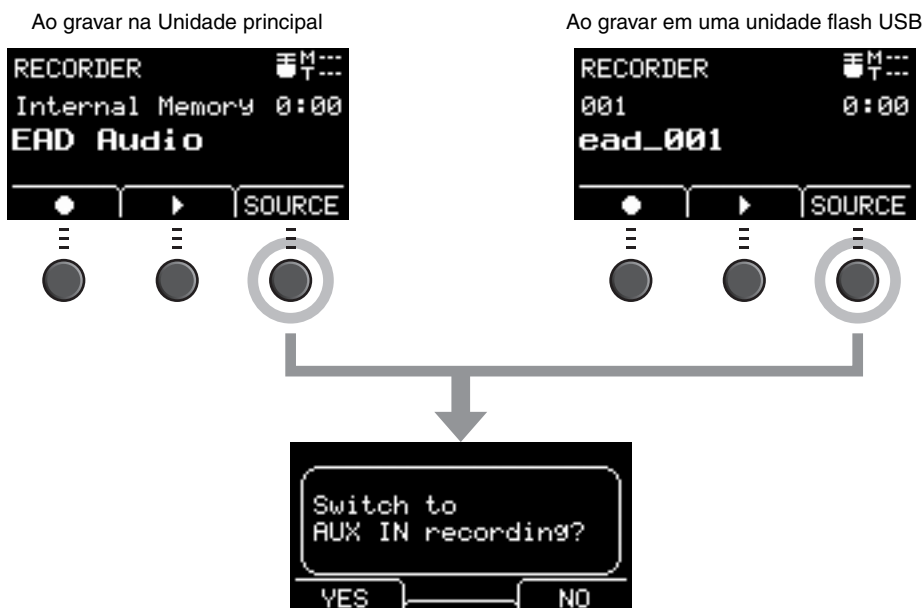 Ao gravar na Unidade principal
RECORDER M---
T---
Internal Memory 0:00
EAD Audio
SOURCE
Ao gravar em uma unidade flash USB
RECORDER M---
T---
001 0:00
ead_001
SOURCE
Switch to
AUX IN recording?
YES NO